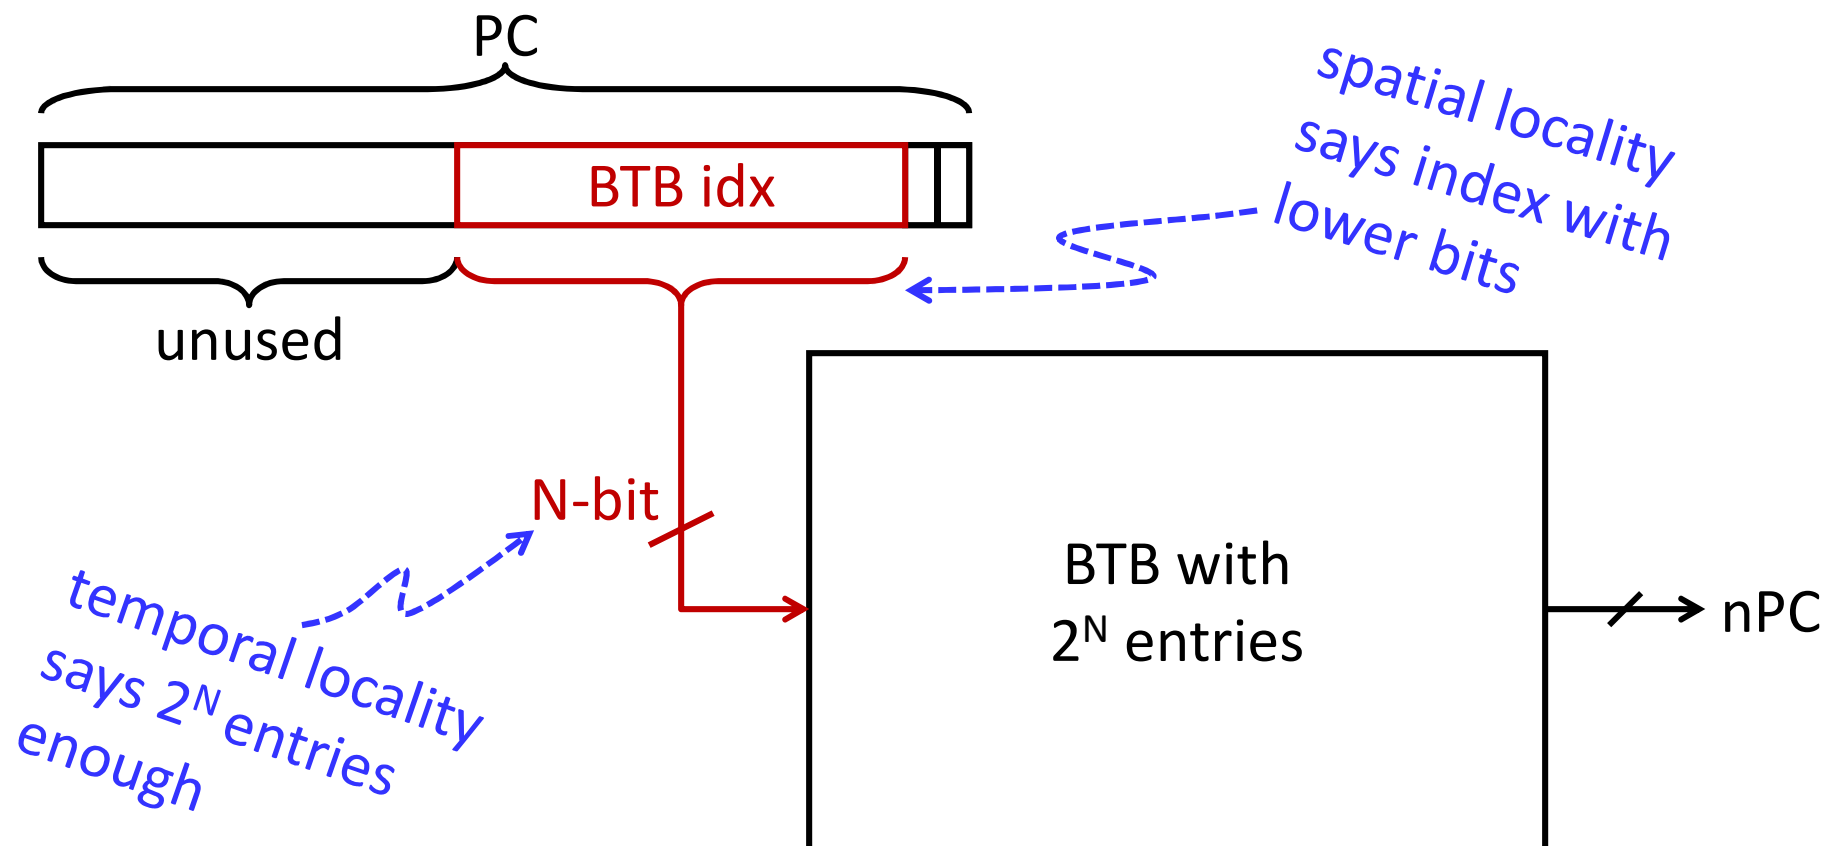 PC
spatial locality
says index with
lower bits
BTB idx
unused
N-bit
temporal locality
says 2^N entries
enough
BTB with
2^N entries
nPC